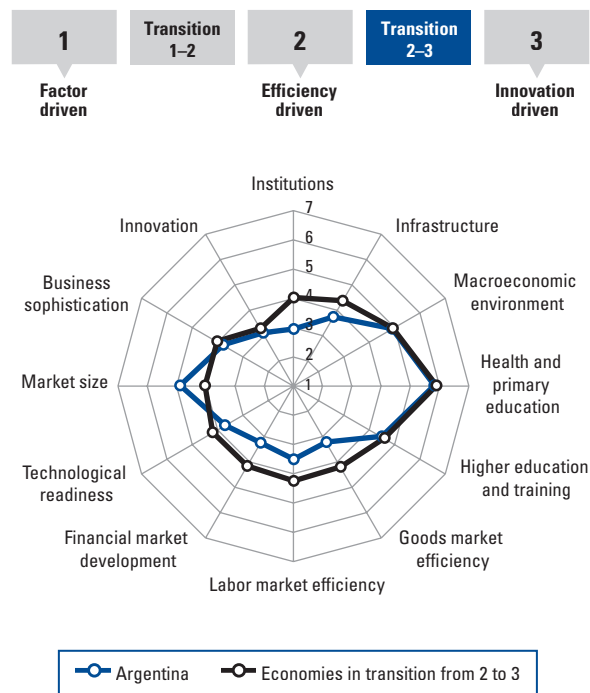 1
Transition
1–2
2
Transition
2–3
3
Factor
driven
Efficiency
driven
Innovation
driven
Institutions
Infrastructure
Macroeconomic
environment
Health and
primary
education
Higher education
and training
Goods market
efficiency
Labor market efficiency
Financial market
development
Technological
readiness
Market size
Business
sophistication
Innovation
7
6
5
4
3
2
1
Argentina
Economies in transition from 2 to 3